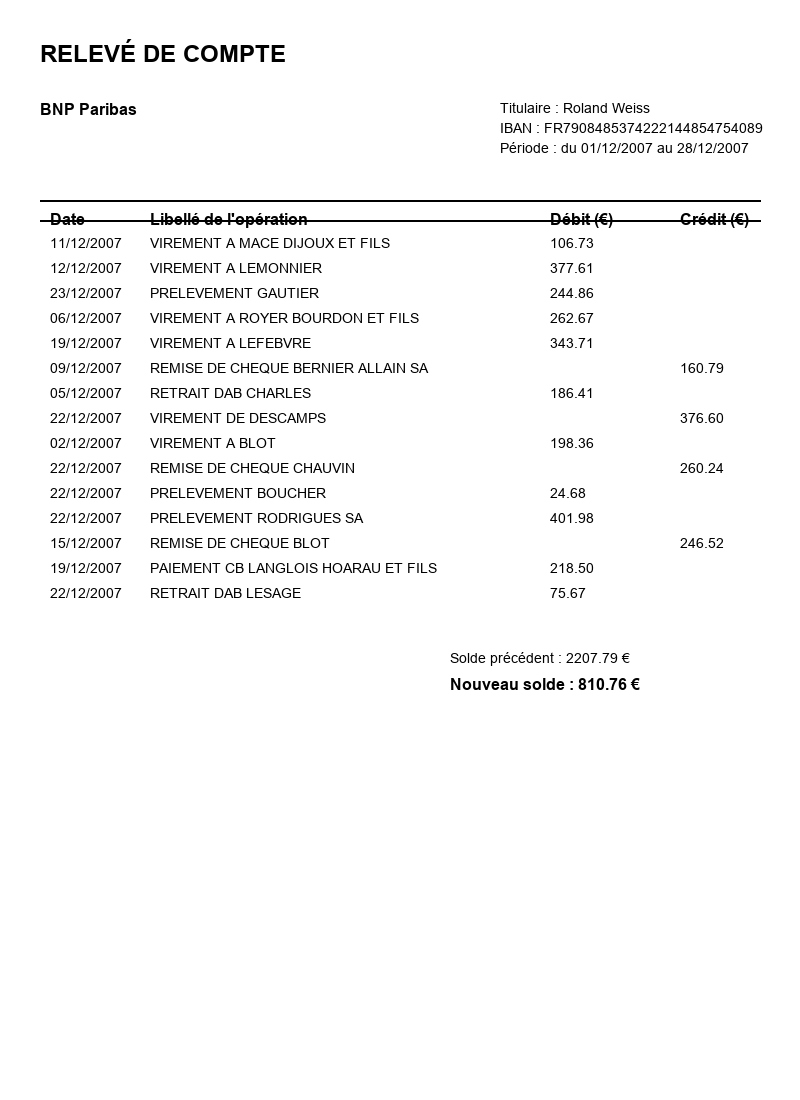 RELEVÉ DE COMPTE
BNP Paribas
Titulaire : Roland Weiss
IBAN : FR7908485374222144854754089
Période : du 01/12/2007 au 28/12/2007
Date Libellé de l'opération Débit (€) Crédit (€)
11/12/2007 VIREMENT A MACE DIJOUX ET FILS 106.73
12/12/2007 VIREMENT A LEMONNIER 377.61
23/12/2007 PRELEVEMENT GAUTIER 244.86
06/12/2007 VIREMENT A ROYER BOURDON ET FILS 262.67
19/12/2007 VIREMENT A LEFEBVRE 343.71
09/12/2007 REMISE DE CHEQUE BERNIER ALLAIN SA 160.79
05/12/2007 RETRAIT DAB CHARLES 186.41
22/12/2007 VIREMENT DE DESCAMPS 376.60
02/12/2007 VIREMENT A BLOT 198.36
22/12/2007 REMISE DE CHEQUE CHAUVIN 260.24
22/12/2007 PRELEVEMENT BOUCHER 24.68
22/12/2007 PRELEVEMENT RODRIGUES SA 401.98
15/12/2007 REMISE DE CHEQUE BLOT 246.52
19/12/2007 PAIEMENT CB LANGLOIS HOARAU ET FILS 218.50
22/12/2007 RETRAIT DAB LESAGE 75.67
Solde précédent : 2207.79 €
Nouveau solde : 810.76 €